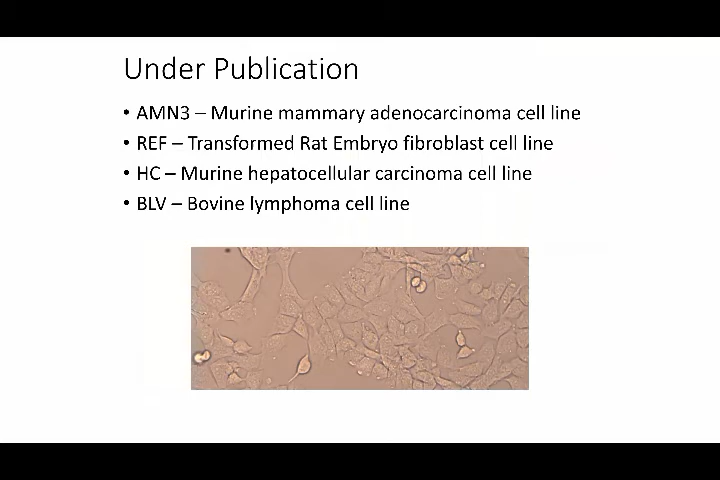 Under Publication
• AMN3 – Murine mammary adenocarcinoma cell line
• REF – Transformed Rat Embryo fibroblast cell line
• HC – Murine hepatocellular carcinoma cell line
• BLV – Bovine lymphoma cell line